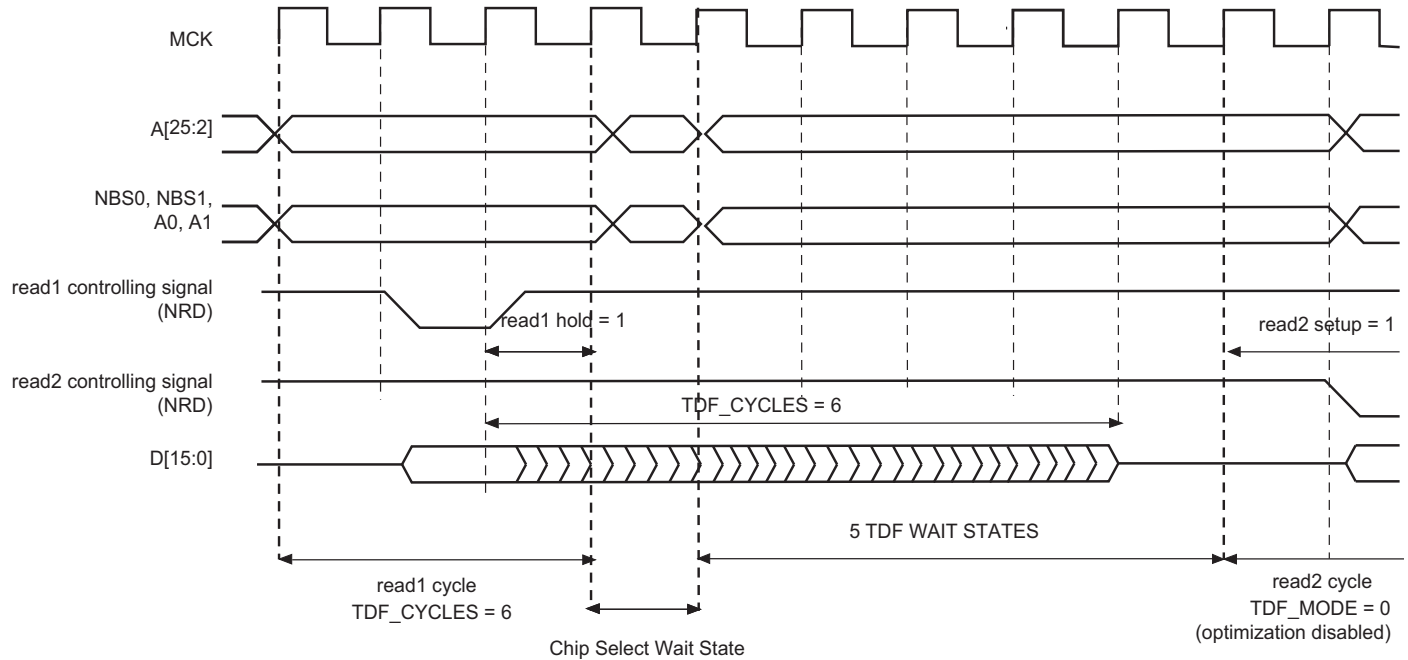 MCK
A[25:2]
NBS0, NBS1,
A0, A1
read1 controlling signal
(NRD)
read1 hold = 1
read2 setup = 1
read2 controlling signal
(NRD)
TDF_CYCLES = 6
D[15:0]
5 TDF WAIT STATES
read1 cycle
TDF_CYCLES = 6
read2 cycle
TDF_MODE = 0
(optimization disabled)
Chip Select Wait State